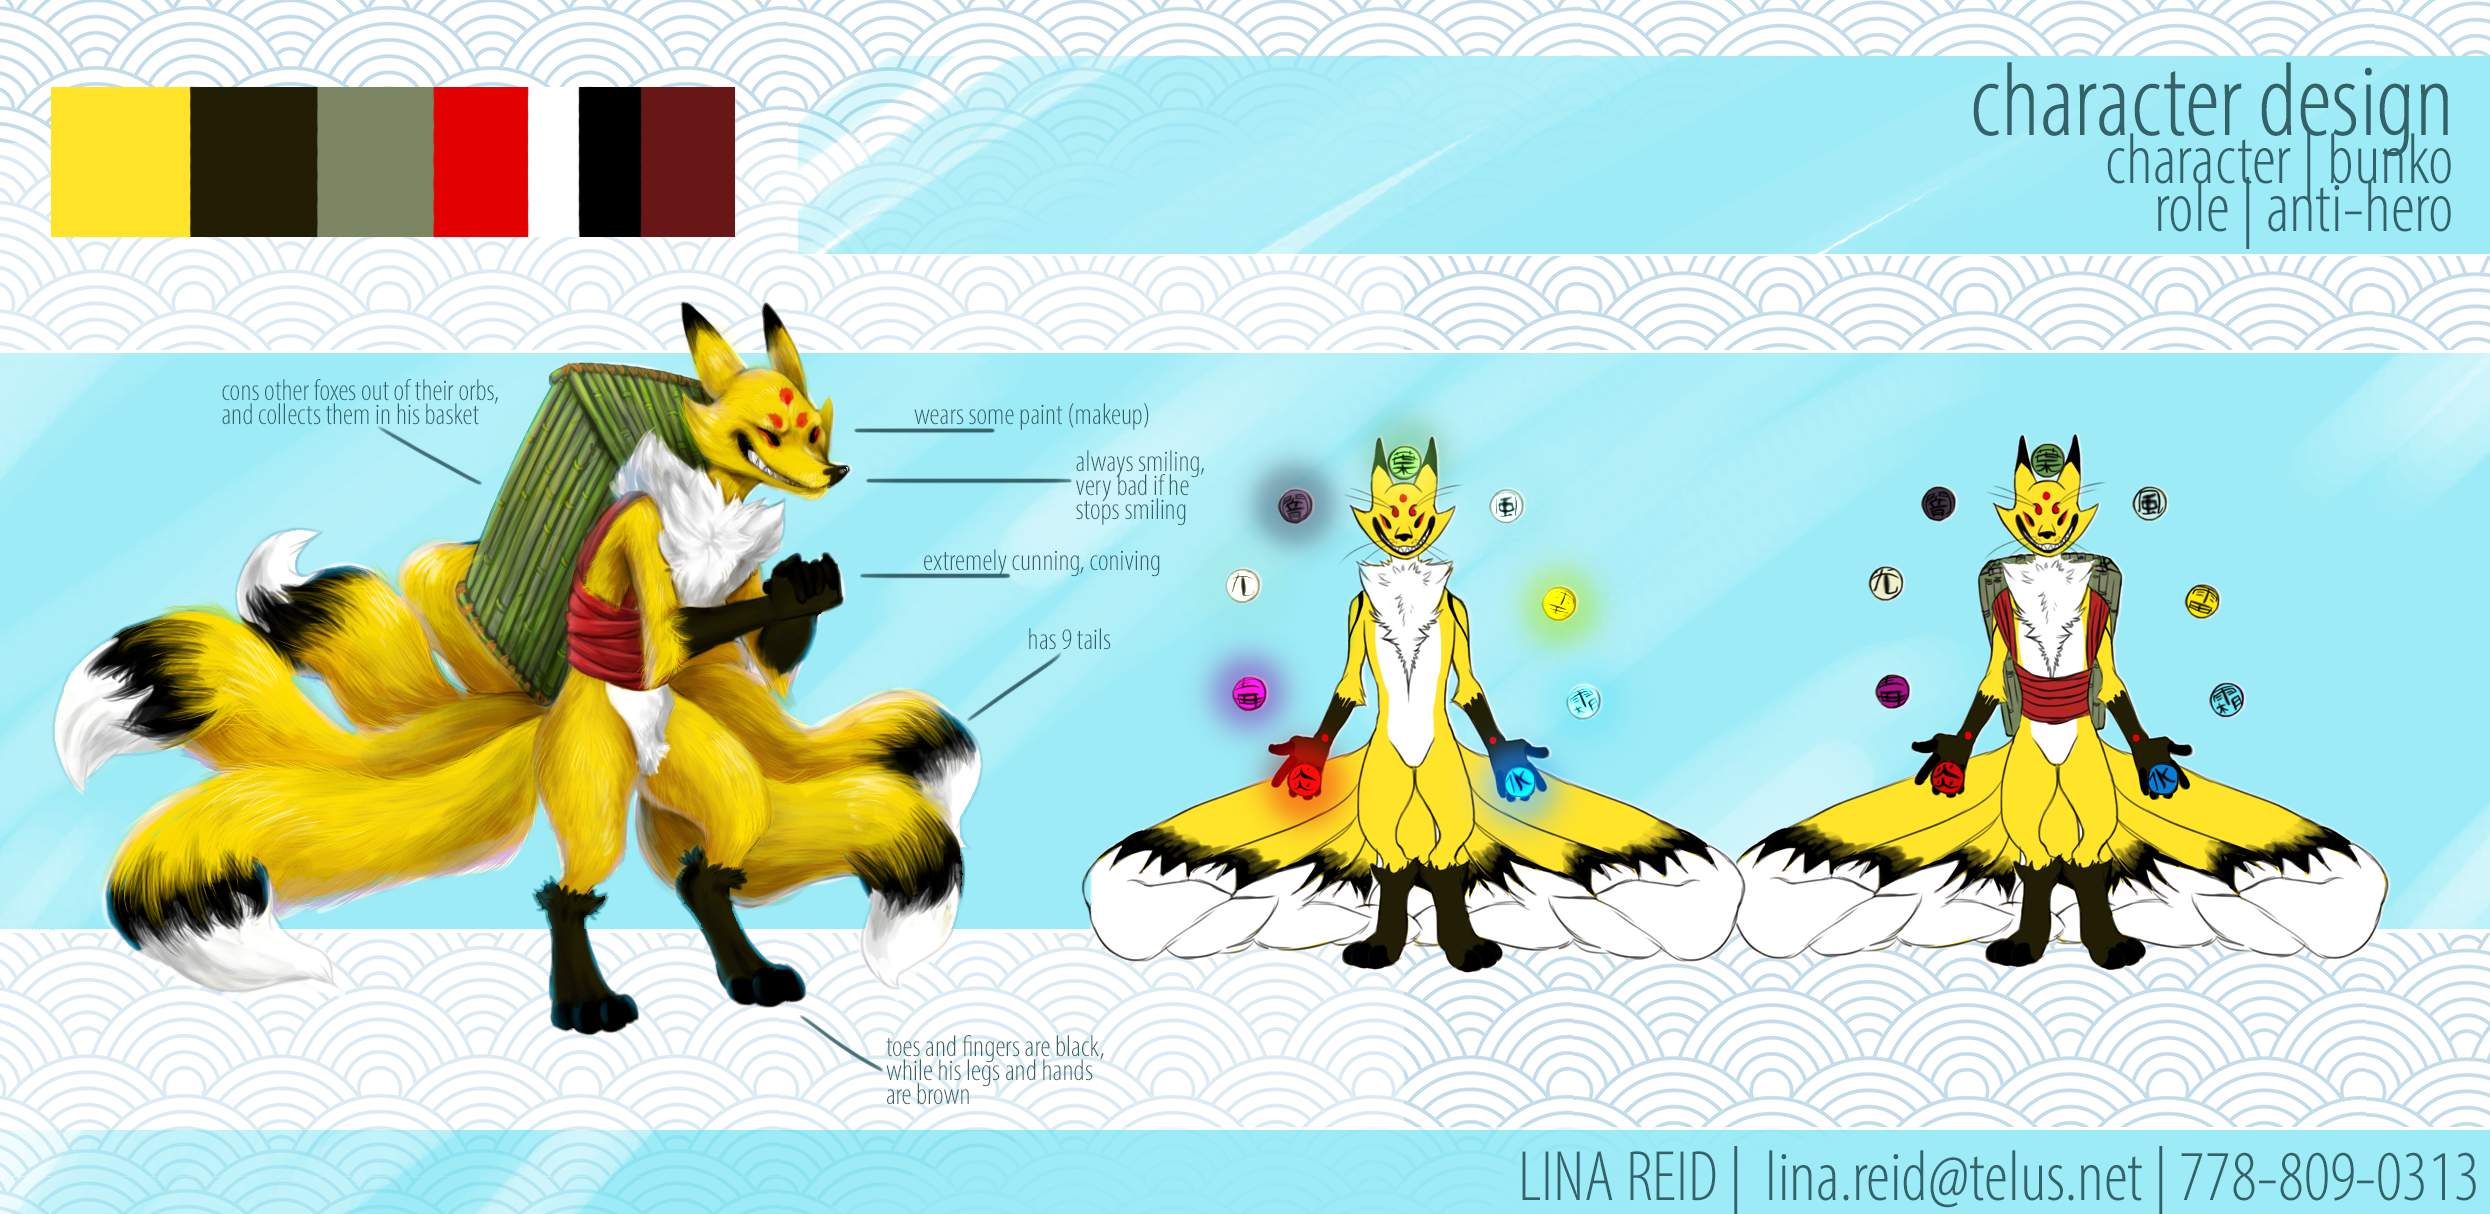 character design
character | bunko
role | anti-hero
cons other foxes out of their orbs,
and collects them in his basket
wears some paint (makeup)
always smiling,
very bad if he
stops smiling
extremely cunning, coniving
has 9 tails
toes and fingers are black,
while his legs and hands
are brown
風
水
風
LINA REID | lina.reid@telus.net | 778-809-0313